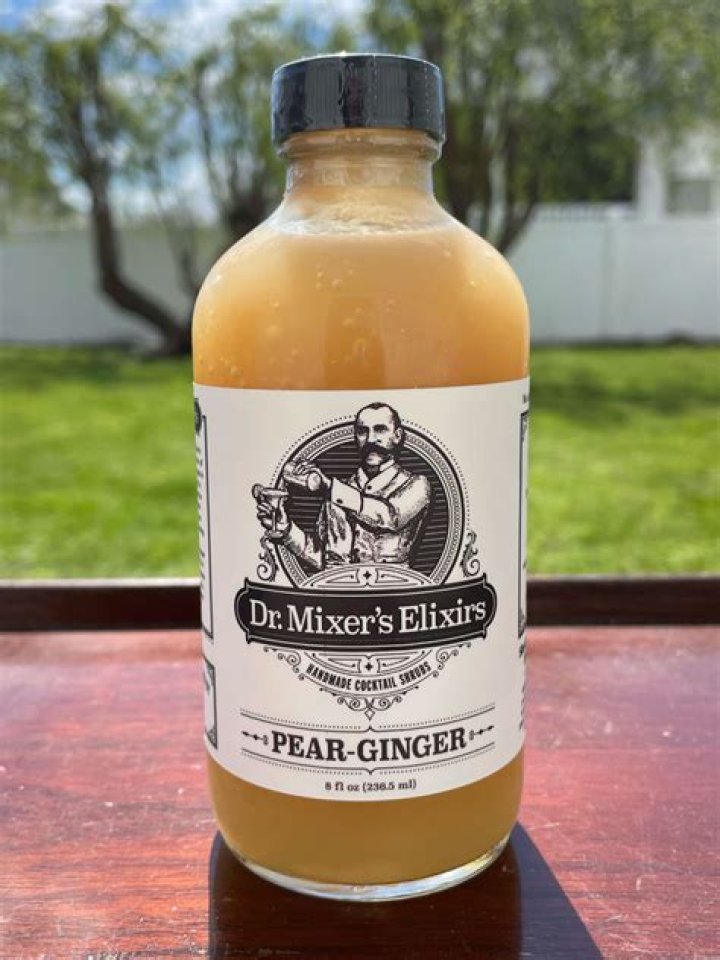 Dr. Mixer's Elixirs
HANDMADE COCKTAIL SHRUBS
PEAR-GINGER
8 fl oz (236.5 ml)